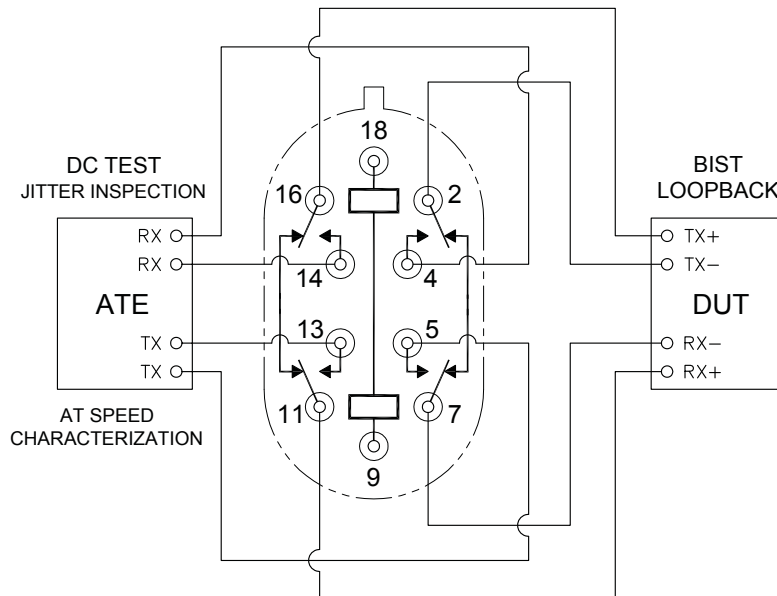 18
DC TEST
JITTER INSPECTION
BIST
LOOPBACK
16
2
RX
TX+
RX
TX-
14
4
ATE
DUT
13
5
TX
RX-
TX
RX+
11
7
AT SPEED
CHARACTERIZATION
9